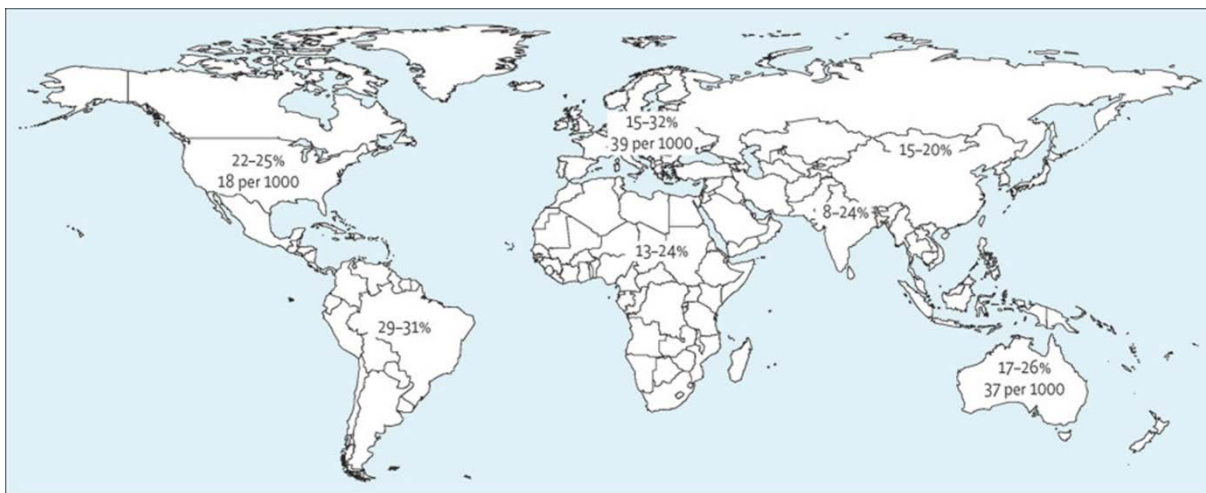 15–32%
39 per 1000
22–25%
18 per 1000
15–20%
8–24%
13–24%
29–31%
17–26%
37 per 1000